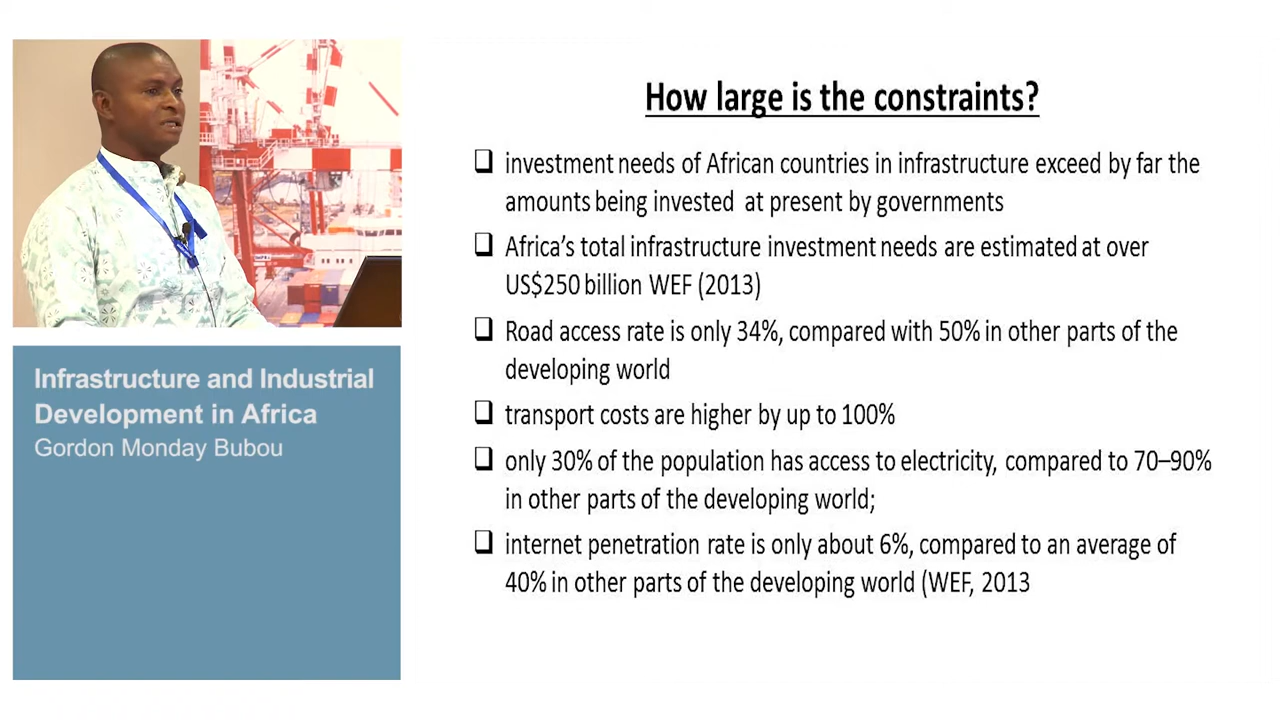 How large is the constraints?
❑ investment needs of African countries in infrastructure exceed by far the
amounts being invested at present by governments
❑ Africa's total infrastructure investment needs are estimated at over
US$250 billion WEF (2013)
❑ Road access rate is only 34%, compared with 50% in other parts of the
developing world
❑ transport costs are higher by up to 100%
❑ only 30% of the population has access to electricity, compared to 70–90%
in other parts of the developing world;
❑ internet penetration rate is only about 6%, compared to an average of
40% in other parts of the developing world (WEF, 2013
Infrastructure and Industrial
Development in Africa
Gordon Monday Bubou